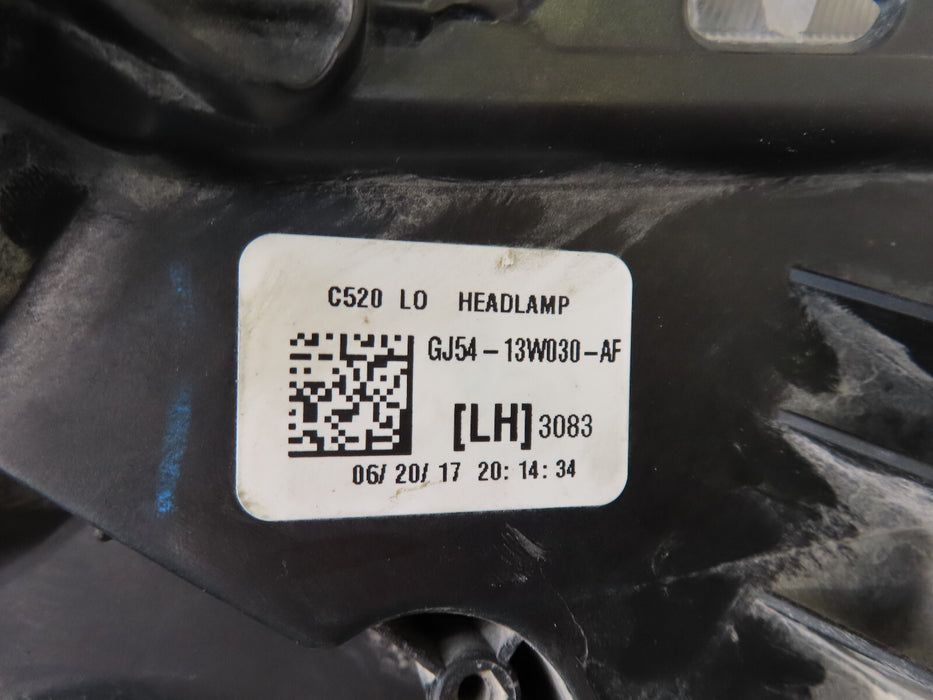 C520 LO HEADLAMP
GJ54-13W030-AF
[LH] 3083
06/20/17 20:14:34